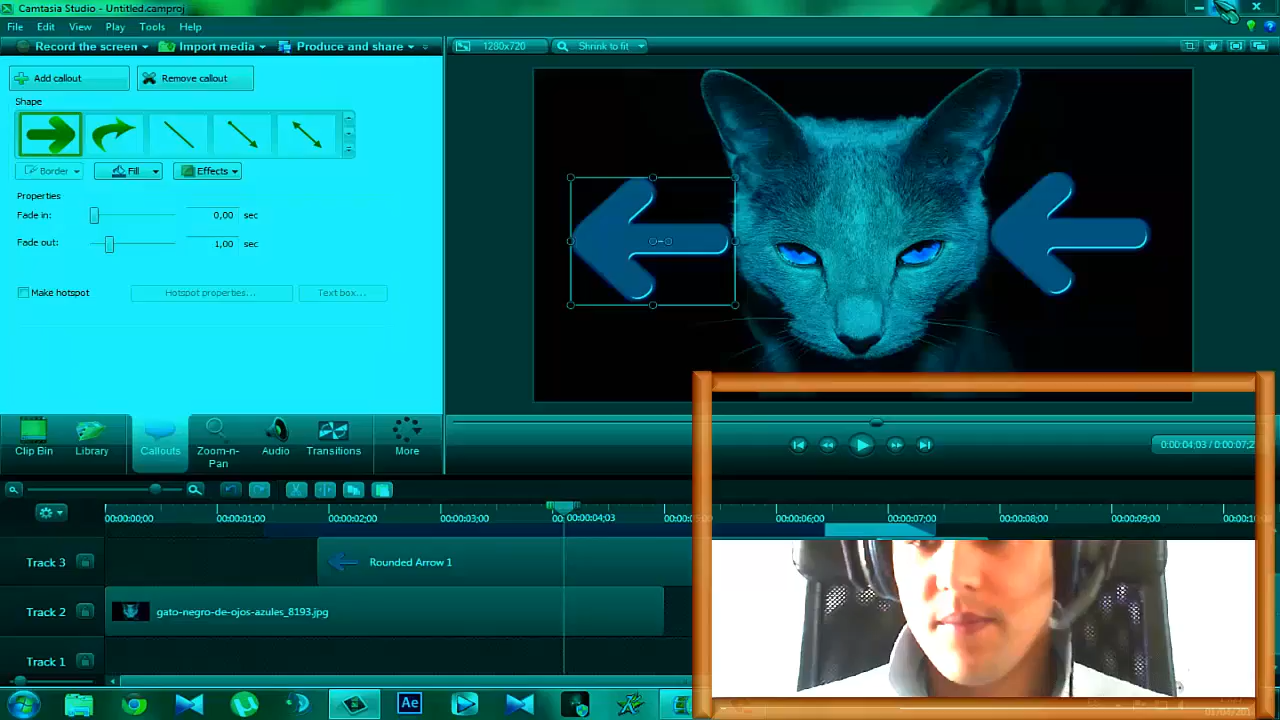 Camtasia Studio - Untitled.camproj
File Edit View Play Tools Help
Record the screen Import media Produce and share 1280x720 Shrink to fit
Add callout Remove callout
Shape
Border Fill Effects
Properties
Fade in: 0,00 sec
Fade out: 1,00 sec
Make hotspot Hotspot properties... Text box...
Clip Bin Library Callouts Zoom-n-Pan Audio Transitions More
0:00:04;03 / 0:00:07;2
00:00:00;00 00:00:01;00 00:00:02;00 00:00:03;00 00:00:04;03 00:00:06;00 00:00:07;00 00:00:08;00 00:00:09;00
Track 3 Rounded Arrow 1
Track 2 gato-negro-de-ojos-azules_8193.jpg
Track 1
Ae